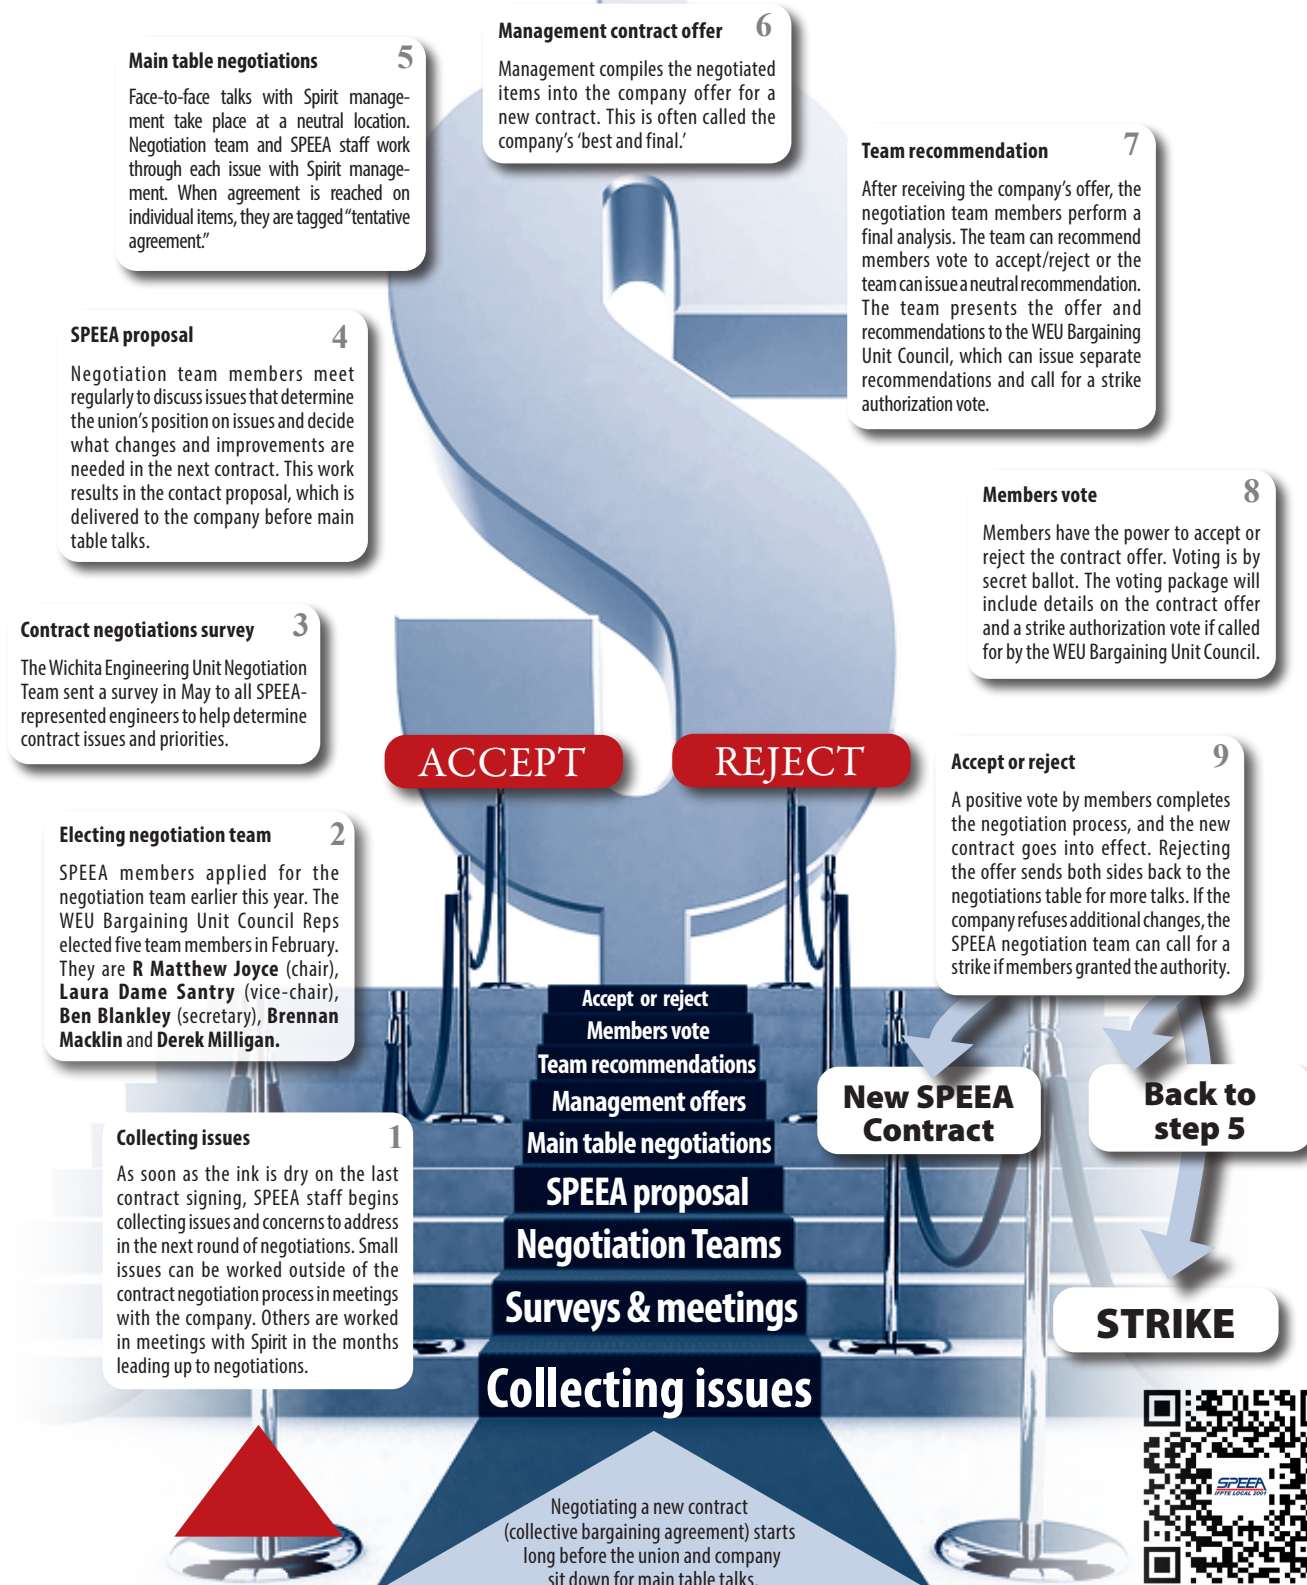 Management contract offer 6
Management compiles the negotiated
items into the company offer for a
new contract. This is often called the
company's 'best and final.'
Main table negotiations 5
Face-to-face talks with Spirit manage-
ment take place at a neutral location.
Negotiation team and SPEEA staff work
through each issue with Spirit manage-
ment. When agreement is reached on
individual items, they are tagged "tentative
agreement."
Team recommendation 7
After receiving the company's offer, the
negotiation team members perform a
final analysis. The team can recommend
members vote to accept/reject or the
team can issue a neutral recommendation.
The team presents the offer and
recommendations to the WEU Bargaining
Unit Council, which can issue separate
recommendations and call for a strike
authorization vote.
SPEEA proposal 4
Negotiation team members meet
regularly to discuss issues that determine
the union's position on issues and decide
what changes and improvements are
needed in the next contract. This work
results in the contact proposal, which is
delivered to the company before main
table talks.
Members vote 8
Members have the power to accept or
reject the contract offer. Voting is by
secret ballot. The voting package will
include details on the contract offer
and a strike authorization vote if called
for by the WEU Bargaining Unit Council.
Contract negotiations survey 3
The Wichita Engineering Unit Negotiation
Team sent a survey in May to all SPEEA-
represented engineers to help determine
contract issues and priorities.
ACCEPT
REJECT
Accept or reject 9
A positive vote by members completes
the negotiation process, and the new
contract goes into effect. Rejecting
the offer sends both sides back to the
negotiations table for more talks. If the
company refuses additional changes, the
SPEEA negotiation team can call for a
strike if members granted the authority.
Electing negotiation team 2
SPEEA members applied for the
negotiation team earlier this year. The
WEU Bargaining Unit Council Reps
elected five team members in February.
They are R Matthew Joyce (chair),
Laura Dame Santry (vice-chair),
Ben Blankley (secretary), Brennan
Macklin and Derek Milligan.
Accept or reject
Members vote
Team recommendations
Management offers
Main table negotiations
SPEEA proposal
Negotiation Teams
Surveys & meetings
Collecting issues
New SPEEA
Contract
Back to
step 5
STRIKE
Collecting issues 1
As soon as the ink is dry on the last
contract signing, SPEEA staff begins
collecting issues and concerns to address
in the next round of negotiations. Small
issues can be worked outside of the
contract negotiation process in meetings
with the company. Others are worked
in meetings with Spirit in the months
leading up to negotiations.
SPEEA
IFPTE LOCAL 2001
Negotiating a new contract
(collective bargaining agreement) starts
long before the union and company
sit down for main table talks.